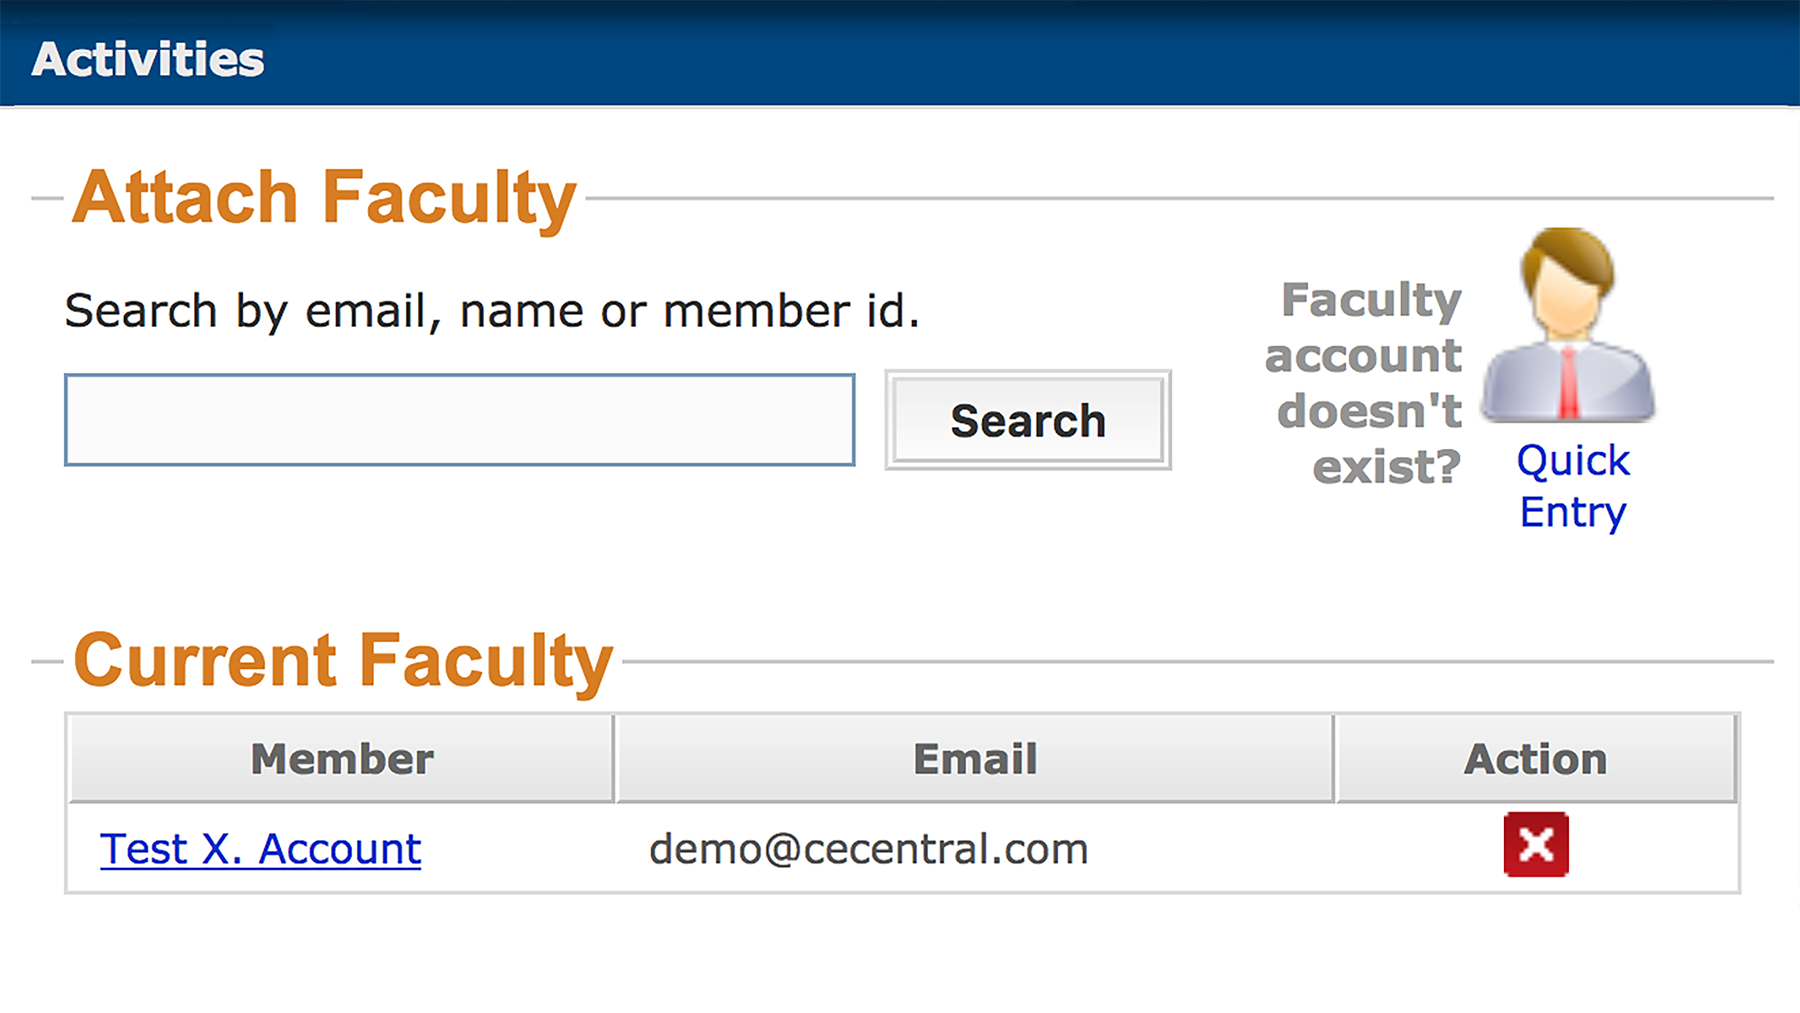 Activities
Attach Faculty
Search by email, name or member id.
Search
Faculty
account
doesn't
exist?
Quick
Entry
Current Faculty
Member Email Action
Test X. Account demo@cecentral.com